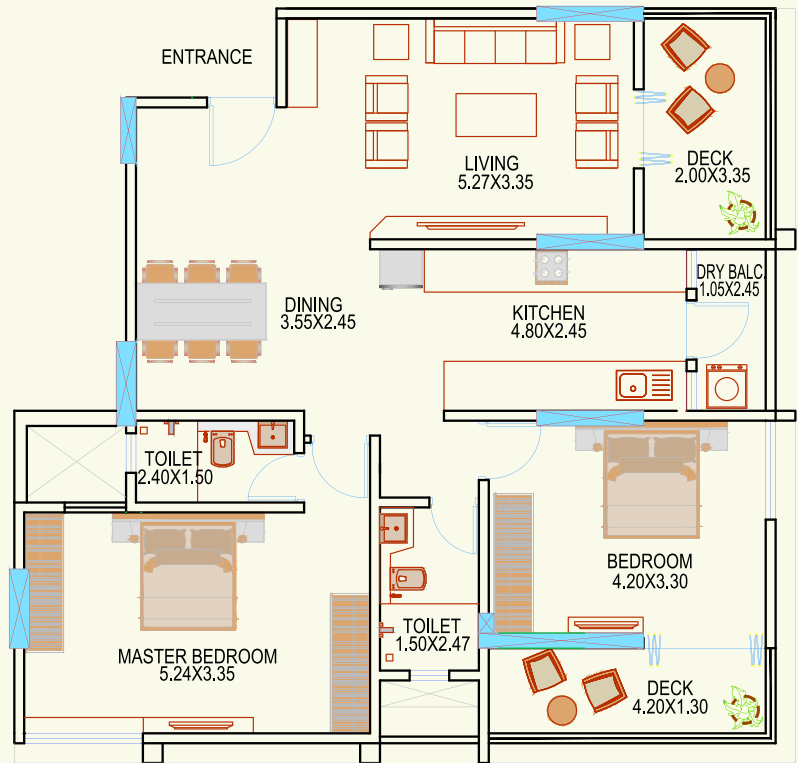 ENTRANCE
LIVING
5.27X3.35
DECK
2.00X3.35
DINING
3.55X2.45
KITCHEN
4.80X2.45
DRY BALC.
1.05X2.45
TOILET
2.40X1.50
BEDROOM
4.20X3.30
MASTER BEDROOM
5.24X3.35
TOILET
1.50X2.47
DECK
4.20X1.30